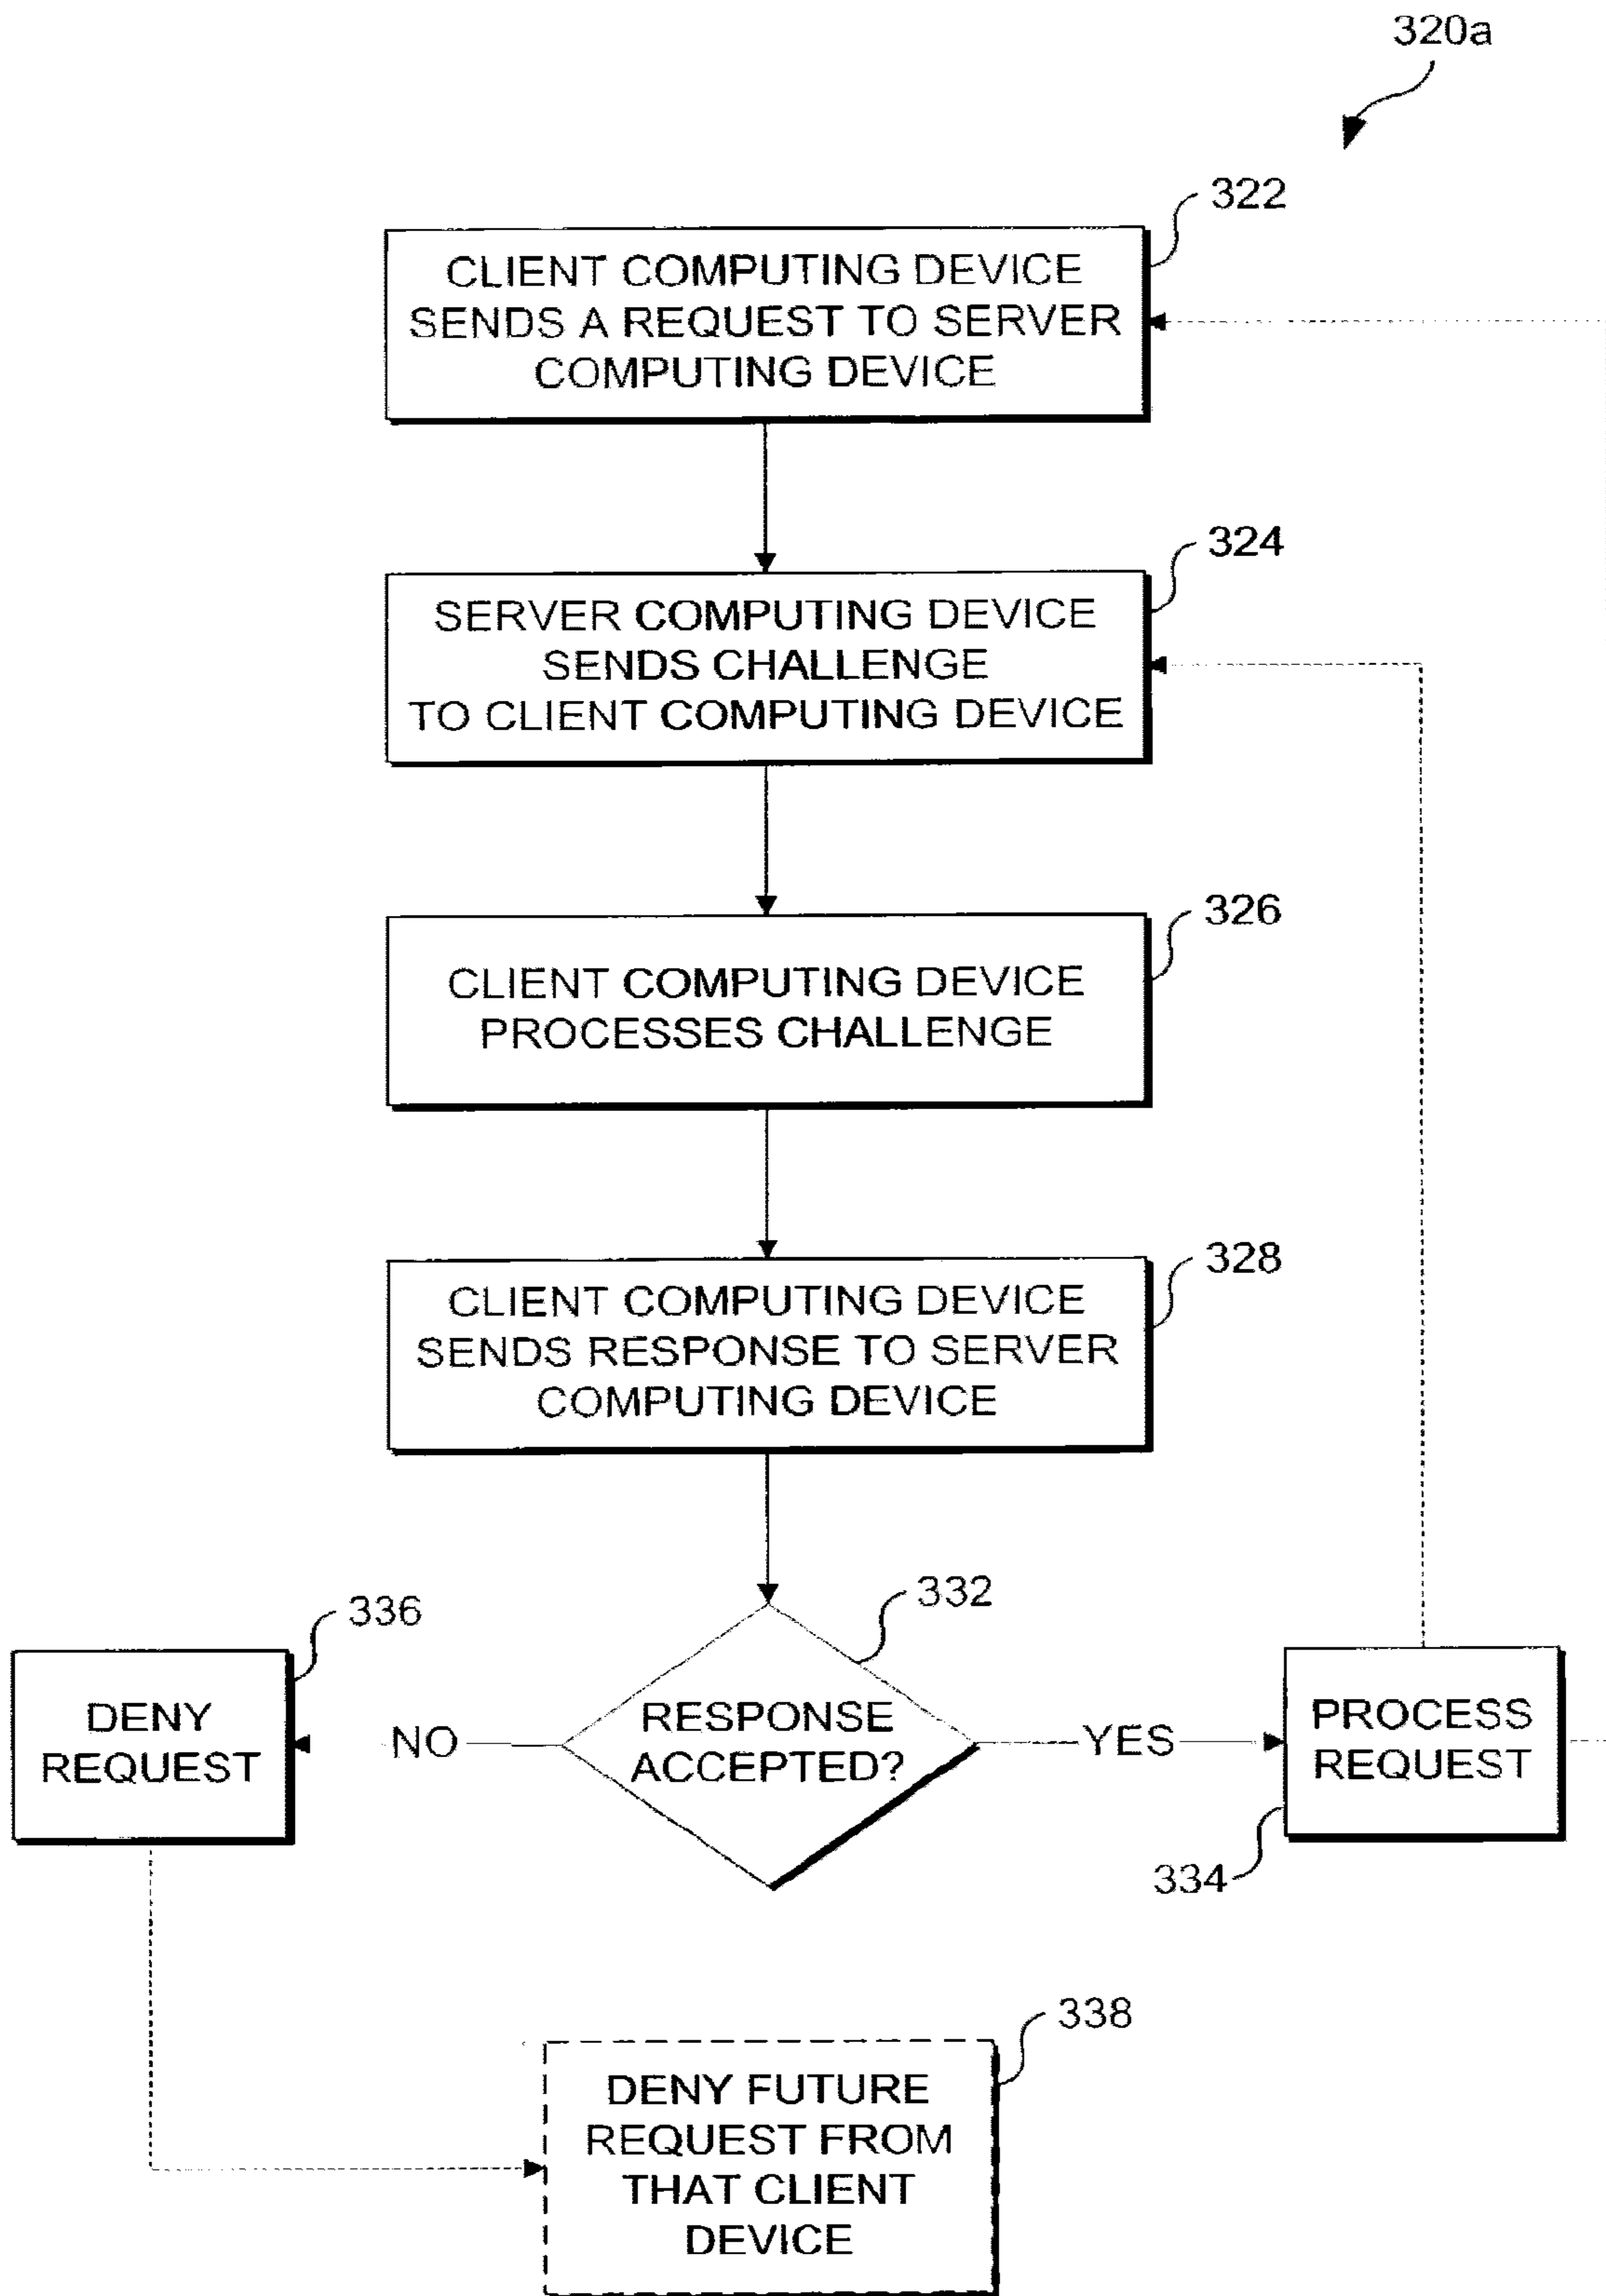 320a
322
CLIENT COMPUTING DEVICE
SENDS A REQUEST TO SERVER
COMPUTING DEVICE
324
SERVER COMPUTING DEVICE
SENDS CHALLENGE
TO CLIENT COMPUTING DEVICE
326
CLIENT COMPUTING DEVICE
PROCESSES CHALLENGE
328
CLIENT COMPUTING DEVICE
SENDS RESPONSE TO SERVER
COMPUTING DEVICE
336
DENY
REQUEST
NO
332
RESPONSE
ACCEPTED?
YES
PROCESS
REQUEST
334
338
DENY FUTURE
REQUEST FROM
THAT CLIENT
DEVICE